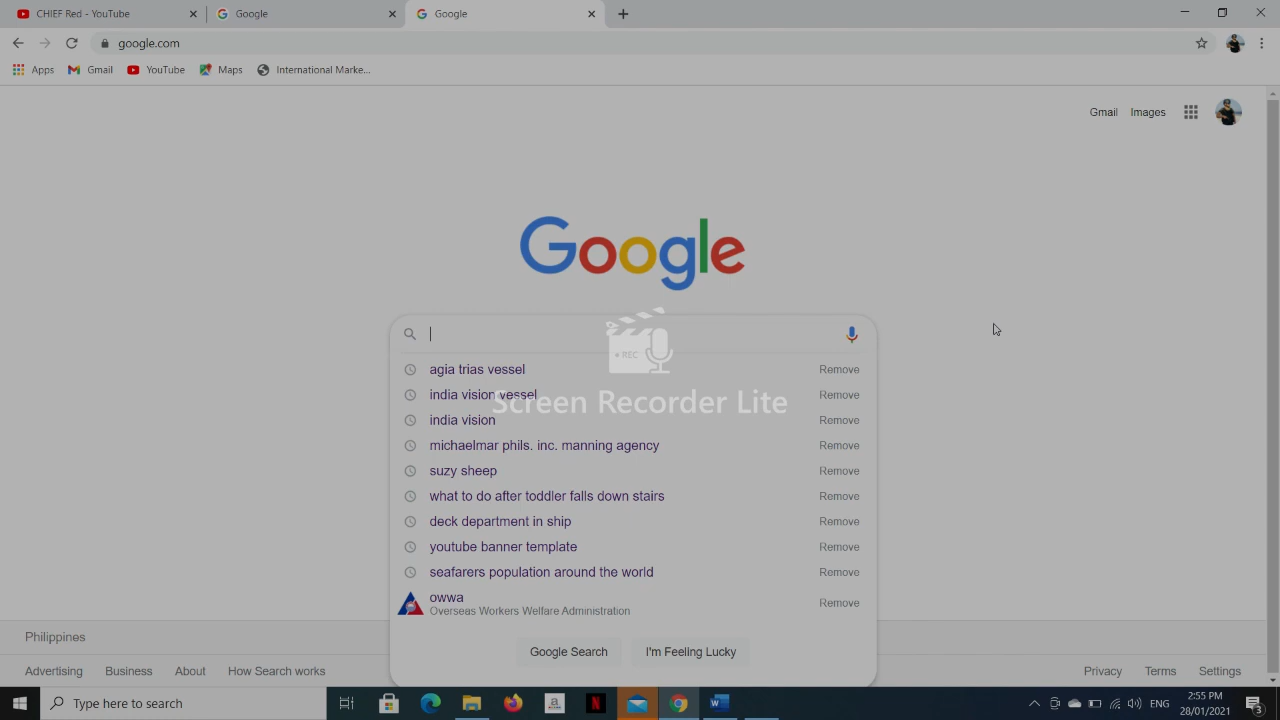 CHIEF Red - YouTube
Google
Google
google.com
Apps
Gmail
YouTube
Maps
International Marke...
Gmail
Images
Google
REC
Screen Recorder Lite
agia trias vessel
Remove
india vision vessel
Remove
india vision
Remove
michaelmar phils. inc. manning agency
Remove
suzy sheep
Remove
what to do after toddler falls down stairs
Remove
deck department in ship
Remove
youtube banner template
Remove
seafarers population around the world
Remove
owwa
Overseas Workers Welfare Administration
Remove
Google Search
I'm Feeling Lucky
Philippines
Advertising
Business
About
How Search works
Privacy
Terms
Settings
Type here to search
ENG
2:55 PM
28/01/2021
3